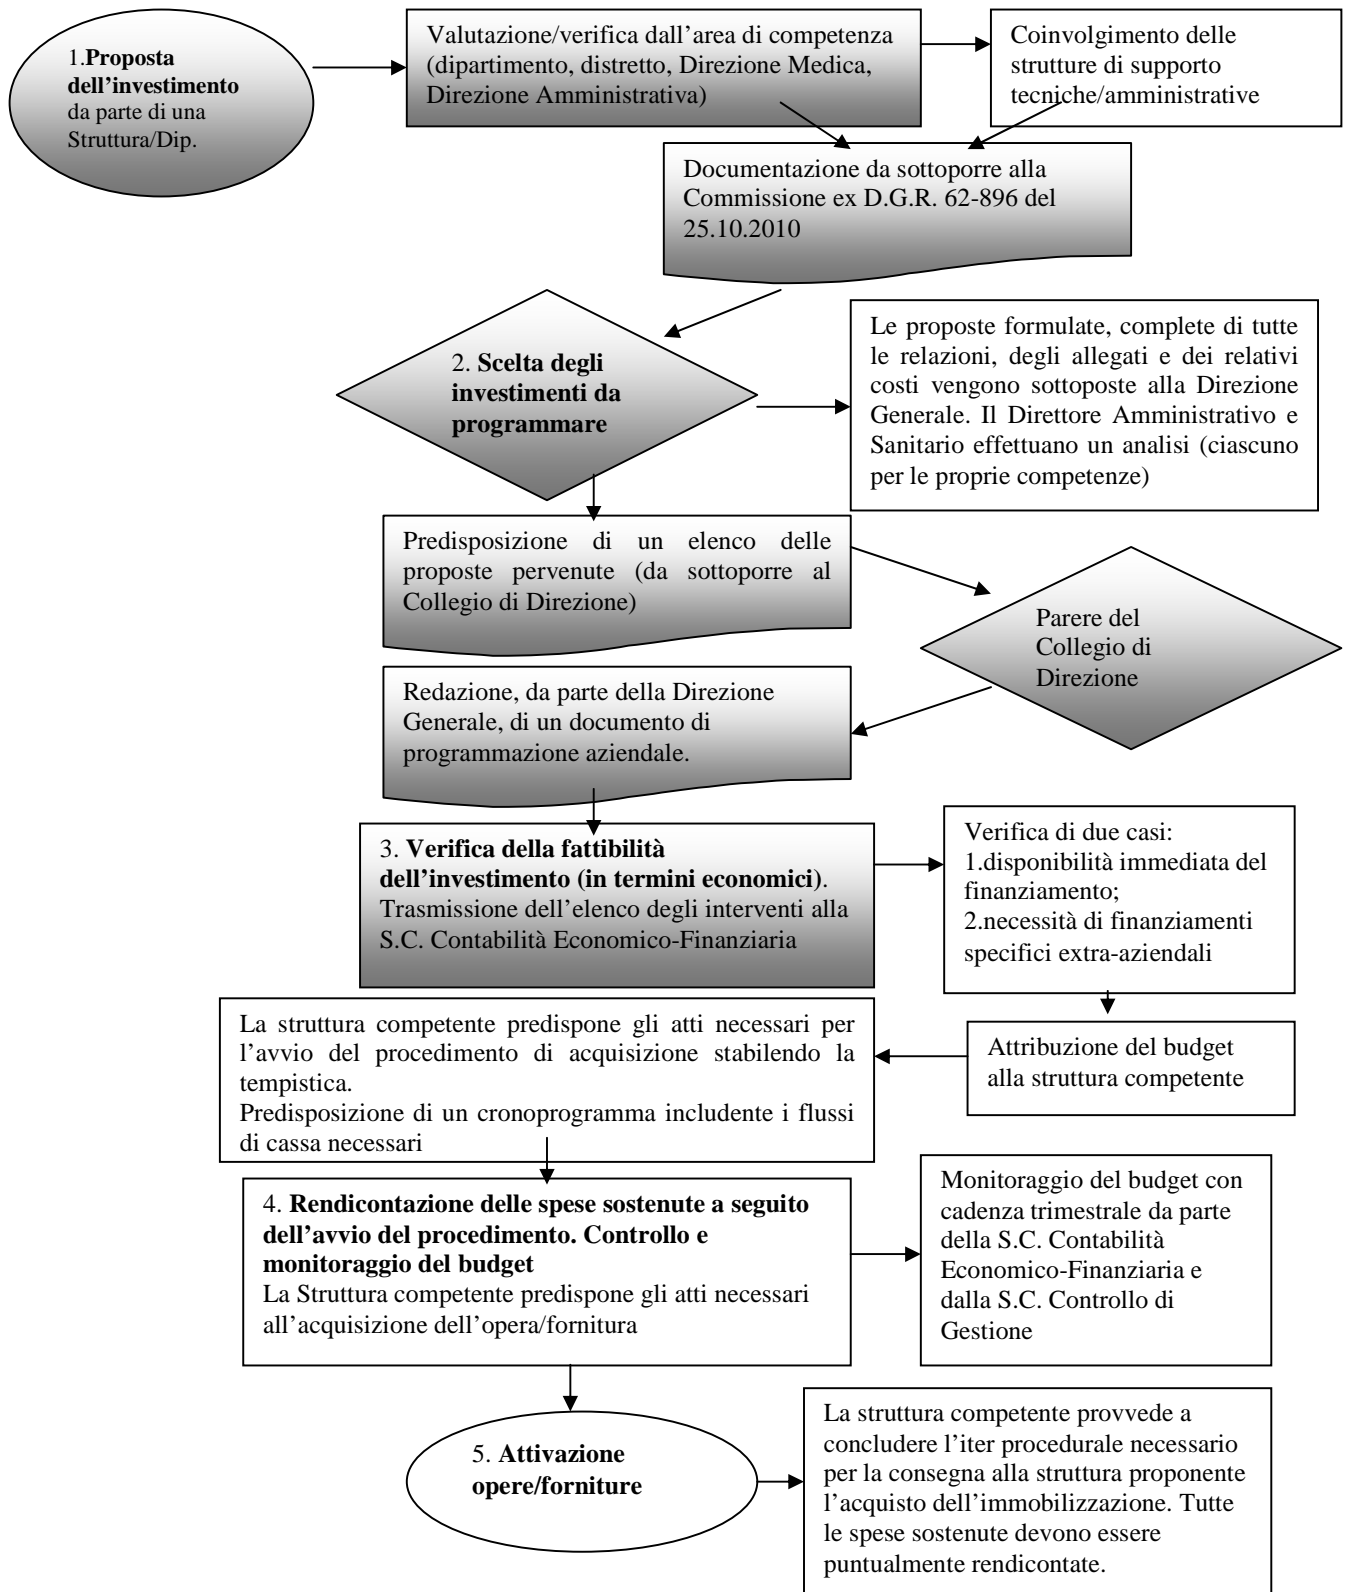 1.Proposta
dell’investimento
da parte di una
Struttura/Dip.
Valutazione/verifica dall’area di competenza
(dipartimento, distretto, Direzione Medica,
Direzione Amministrativa)
Coinvolgimento delle
strutture di supporto
tecniche/amministrative
Documentazione da sottoporre alla
Commissione ex D.G.R. 62-896 del
25.10.2010
2. Scelta degli
investimenti da
programmare
Le proposte formulate, complete di tutte
le relazioni, degli allegati e dei relativi
costi vengono sottoposte alla Direzione
Generale. Il Direttore Amministrativo e
Sanitario effettuano un analisi (ciascuno
per le proprie competenze)
Predisposizione di un elenco delle
proposte pervenute (da sottoporre al
Collegio di Direzione)
Parere del
Collegio di
Direzione
Redazione, da parte della Direzione
Generale, di un documento di
programmazione aziendale.
3. Verifica della fattibilità
dell’investimento (in termini economici).
Trasmissione dell’elenco degli interventi alla
S.C. Contabilità Economico-Finanziaria
Verifica di due casi:
1.disponibilità immediata del
finanziamento;
2.necessità di finanziamenti
specifici extra-aziendali
Attribuzione del budget
alla struttura competente
La struttura competente predispone gli atti necessari per
l’avvio del procedimento di acquisizione stabilendo la
tempistica.
Predisposizione di un cronoprogramma includente i flussi
di cassa necessari
4. Rendicontazione delle spese sostenute a seguito
dell’avvio del procedimento. Controllo e
monitoraggio del budget
La Struttura competente predispone gli atti necessari
all’acquisizione dell’opera/fornitura
Monitoraggio del budget con
cadenza trimestrale da parte
della S.C. Contabilità
Economico-Finanziaria e
dalla S.C. Controllo di
Gestione
5. Attivazione
opere/forniture
La struttura competente provvede a
concludere l’iter procedurale necessario
per la consegna alla struttura proponente
l’acquisto dell’immobilizzazione. Tutte
le spese sostenute devono essere
puntualmente rendicontate.